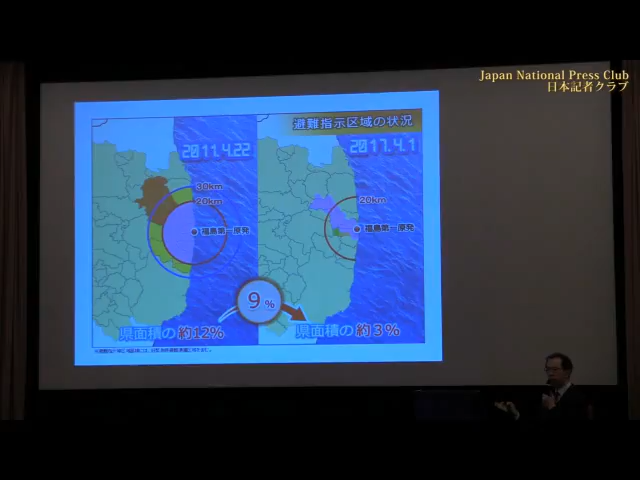 Japan National Press Club
日本記者クラブ
避難指示区域の状況
2011.4.22
2017.4.1
30km
20km
20km
福島第一原発
福島第一原発
9%
県面積の約12%
県面積の約3%